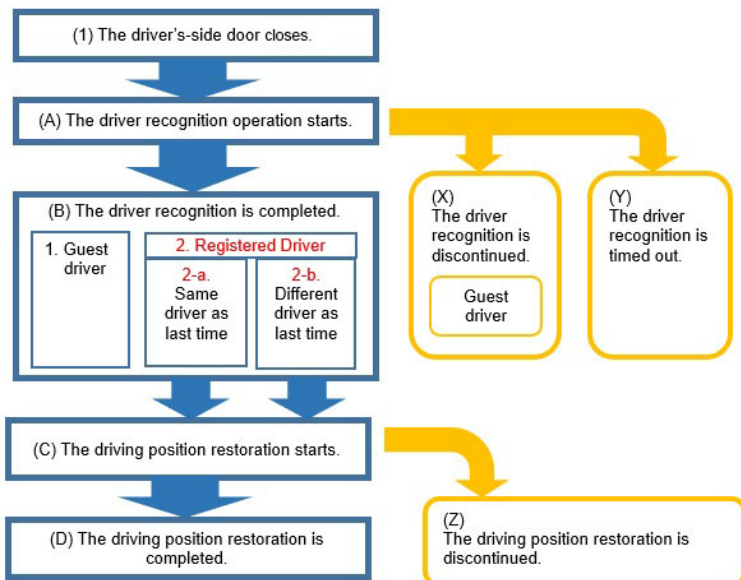 (1) The driver's-side door closes.
(A) The driver recognition operation starts.
(B) The driver recognition is completed.
1. Guest
driver
2. Registered Driver
2-a.
Same
driver as
last time
2-b.
Different
driver as
last time
(X)
The driver
recognition is
discontinued.
Guest
driver
(Y)
The driver
recognition is
timed out.
(C) The driving position restoration starts.
(D) The driving position restoration is
completed.
(Z)
The driving position restoration is
discontinued.